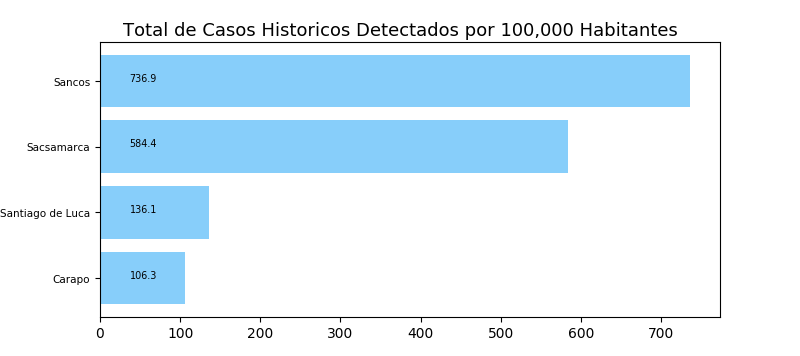 Total de Casos Historicos Detectados por 100,000 Habitantes
Sancos 736.9
Sacsamarca 584.4
Santiago de Luca 136.1
Carapo 106.3
0 100 200 300 400 500 600 700